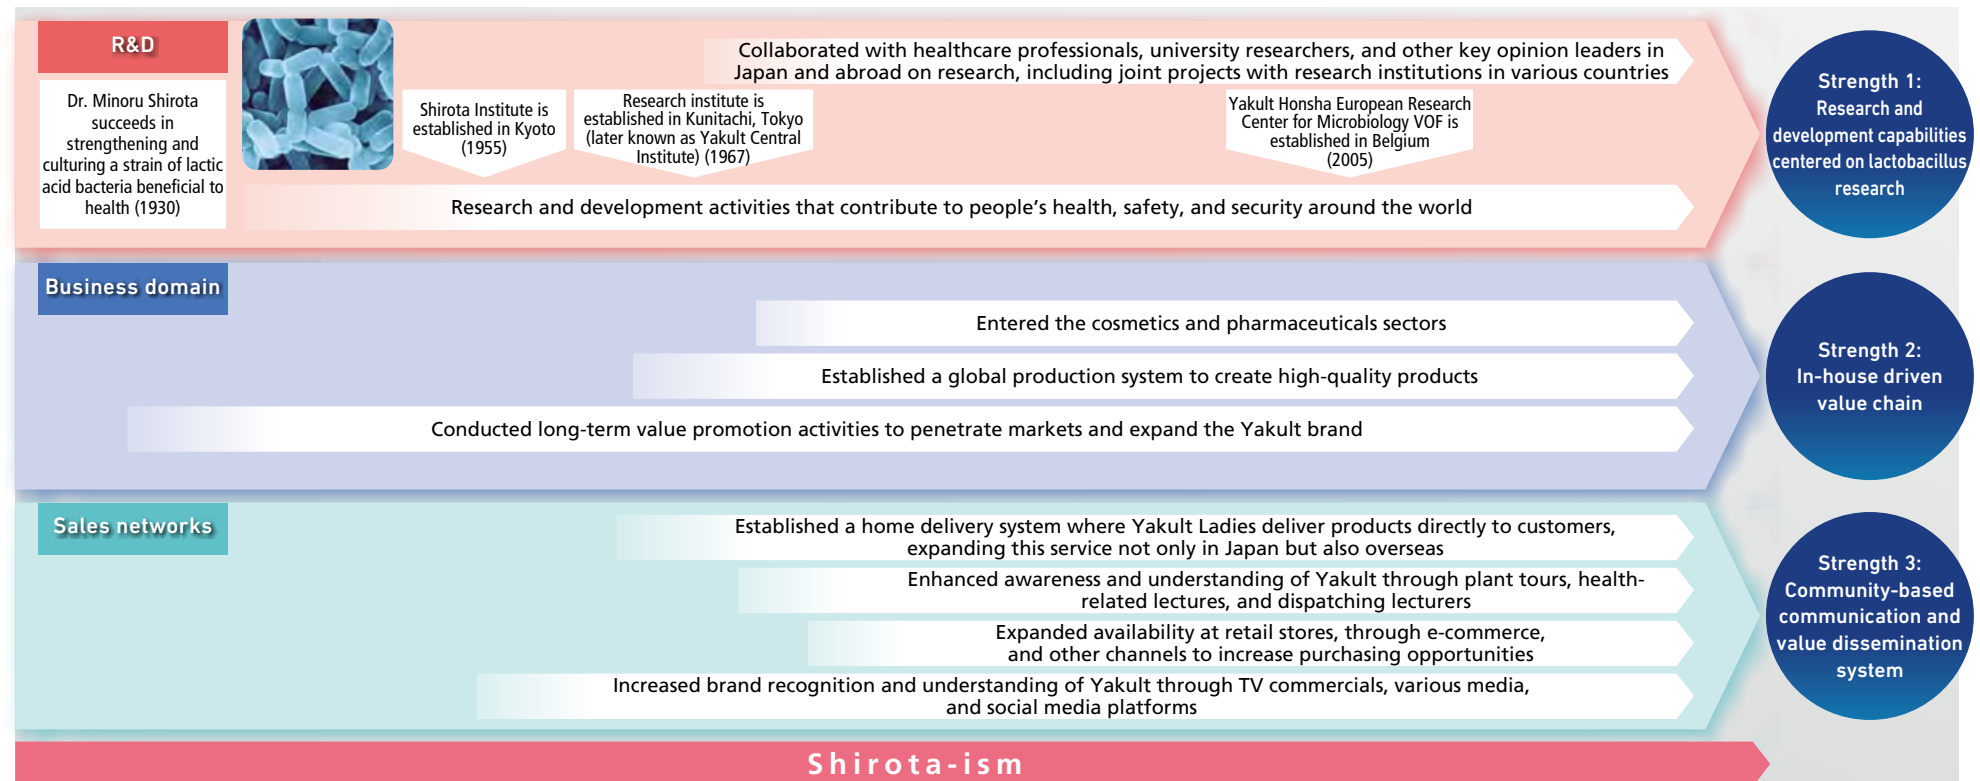 R&D
Dr. Minoru Shirota
succeeds in
strengthening and
culturing a strain of lactic
acid bacteria beneficial to
health (1930)
Collaborated with healthcare professionals, university researchers, and other key opinion leaders in
Japan and abroad on research, including joint projects with research institutions in various countries
Shirota Institute is
established in Kyoto
(1955)
Research institute is
established in Kunitachi, Tokyo
(later known as Yakult Central
Institute) (1967)
Yakult Honsha European Research
Center for Microbiology VOF is
established in Belgium
(2005)
Research and development activities that contribute to people’s health, safety, and security around the world
Strength 1:
Research and
development capabilities
centered on lactobacillus
research
Business domain
Entered the cosmetics and pharmaceuticals sectors
Established a global production system to create high-quality products
Conducted long-term value promotion activities to penetrate markets and expand the Yakult brand
Strength 2:
In-house driven
value chain
Sales networks
Established a home delivery system where Yakult Ladies deliver products directly to customers,
expanding this service not only in Japan but also overseas
Enhanced awareness and understanding of Yakult through plant tours, health-
related lectures, and dispatching lecturers
Expanded availability at retail stores, through e-commerce,
and other channels to increase purchasing opportunities
Increased brand recognition and understanding of Yakult through TV commercials, various media,
and social media platforms
Strength 3:
Community-based
communication and
value dissemination
system
Shirota-ism